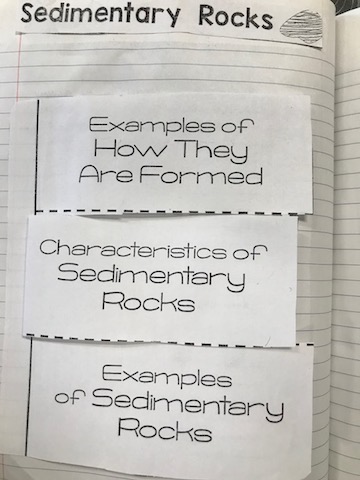 Sedimentary Rocks
Examples of
How They
Are Formed
Characteristics of
Sedimentary
Rocks
Examples
of Sedimentary
Rocks